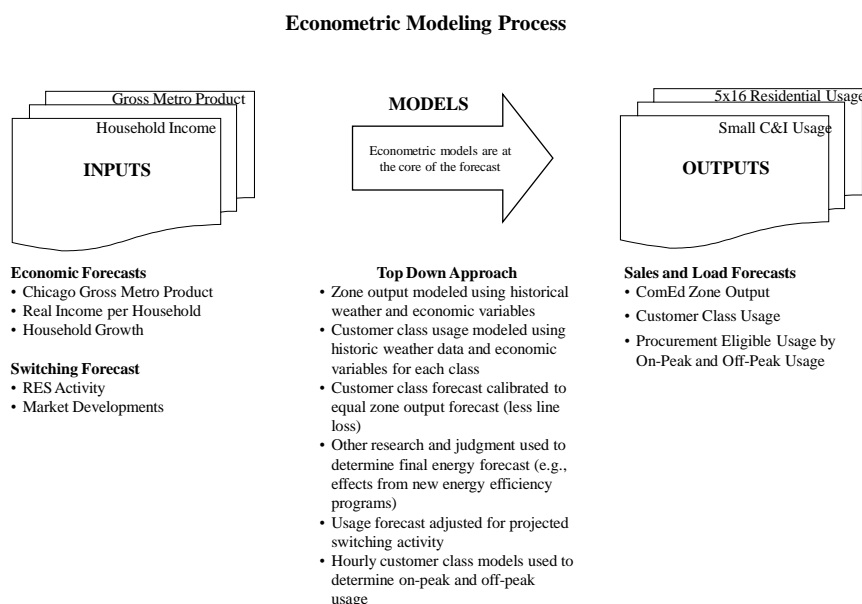 Econometric Modeling Process
Gross Metro Product
Household Income
INPUTS
MODELS
Econometric models are at
the core of the forecast
5x16 Residential Usage
Small C&I Usage
OUTPUTS
Economic Forecasts
• Chicago Gross Metro Product
• Real Income per Household
• Household Growth
Switching Forecast
• RES Activity
• Market Developments
Top Down Approach
• Zone output modeled using historical
weather and economic variables
• Customer class usage modeled using
historic weather data and economic
variables for each class
• Customer class forecast calibrated to
equal zone output forecast (less line
loss)
• Other research and judgment used to
determine final energy forecast (e.g.,
effects from new energy efficiency
programs)
• Usage forecast adjusted for projected
switching activity
• Hourly customer class models used to
determine on-peak and off-peak
usage
Sales and Load Forecasts
• ComEd Zone Output
• Customer Class Usage
• Procurement Eligible Usage by
On-Peak and Off-Peak Usage